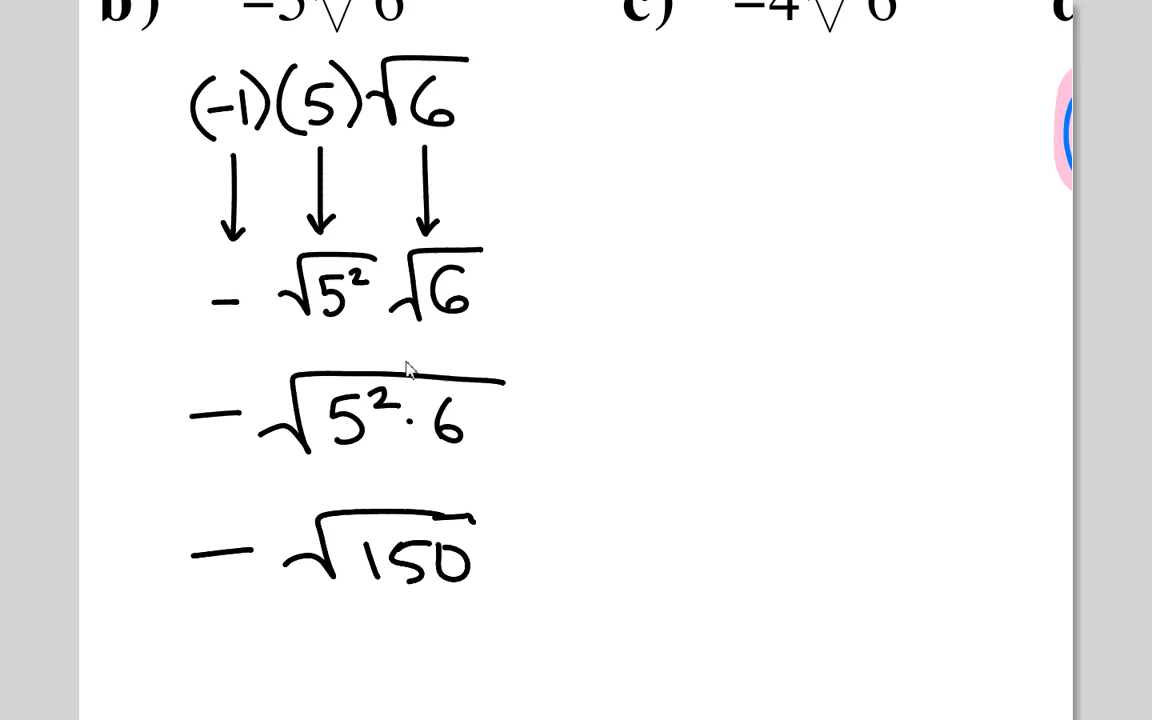 b) −5√6 c) −4√6
(-1)(5)√6
- √5² √6
- √5²·6
- √150